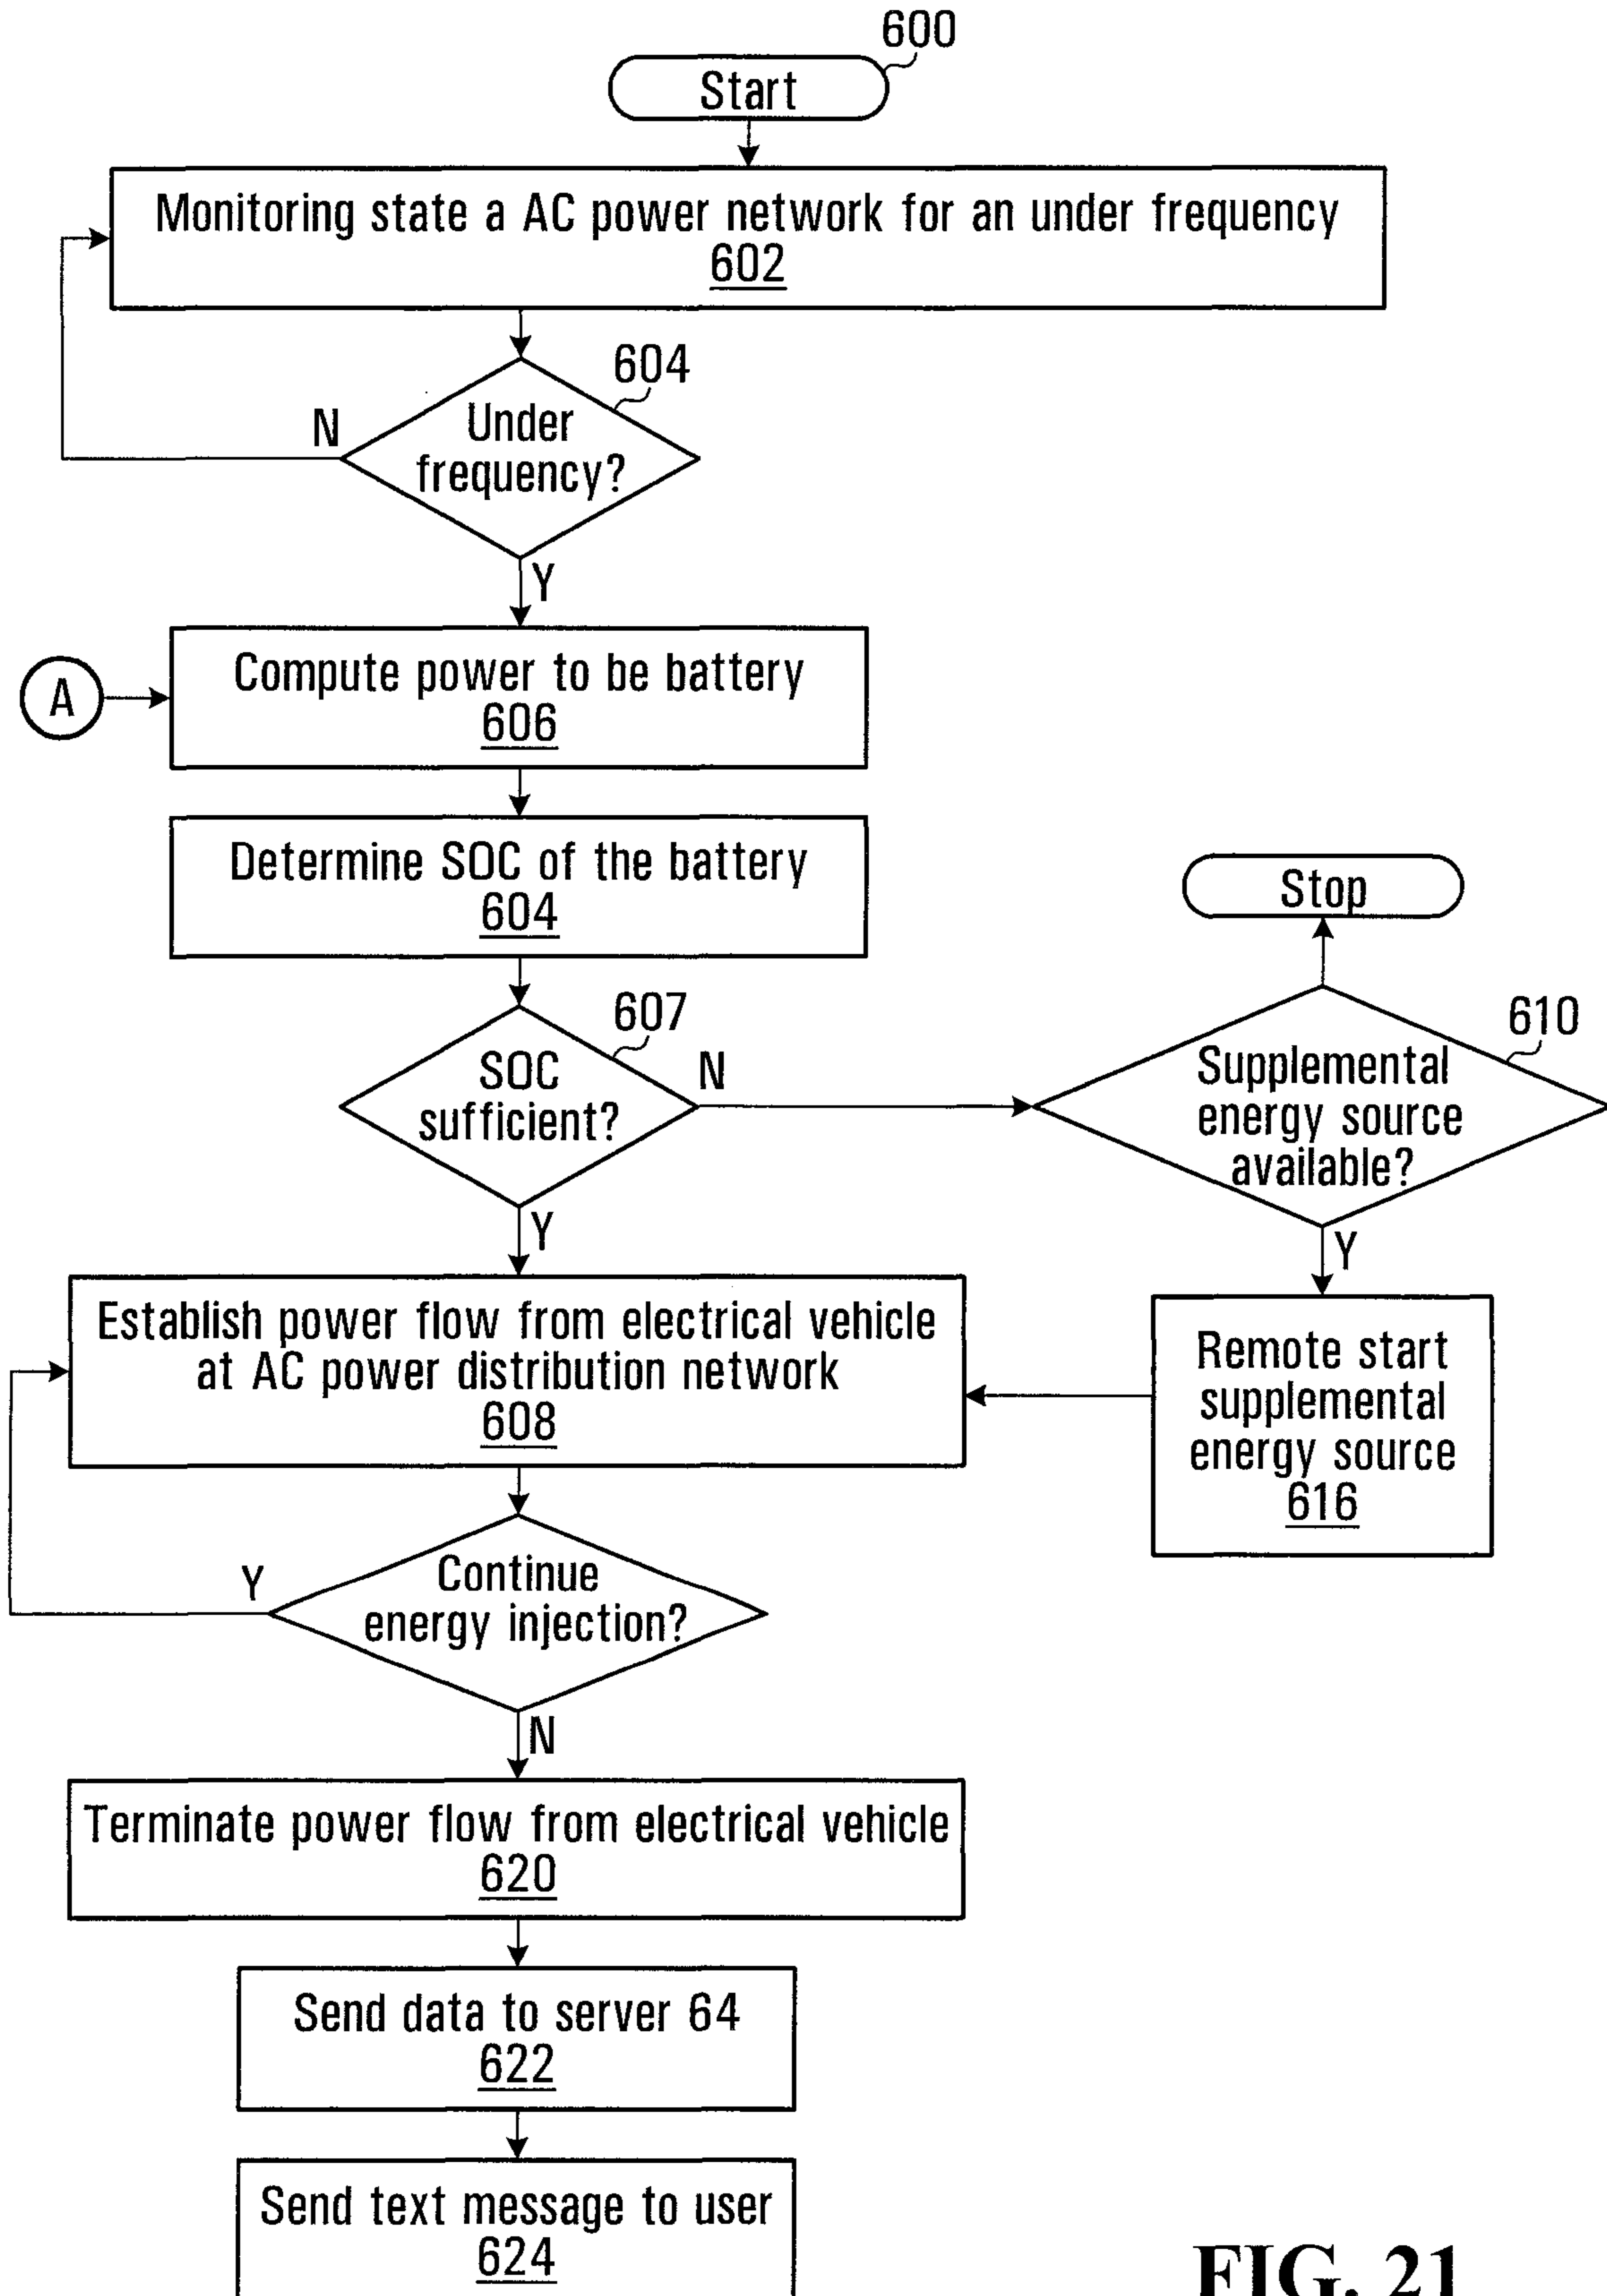 600
Start
Monitoring state a AC power network for an under frequency
602
604
N
Under
frequency?
Y
A
Compute power to be battery
606
Determine SOC of the battery
604
Stop
607
610
SOC
sufficient?
N
Supplemental
energy source
available?
Y
Y
Establish power flow from electrical vehicle
at AC power distribution network
608
Remote start
supplemental
energy source
616
Y
Continue
energy injection?
N
Terminate power flow from electrical vehicle
620
Send data to server 64
622
Send text message to user
624
FIG. 21